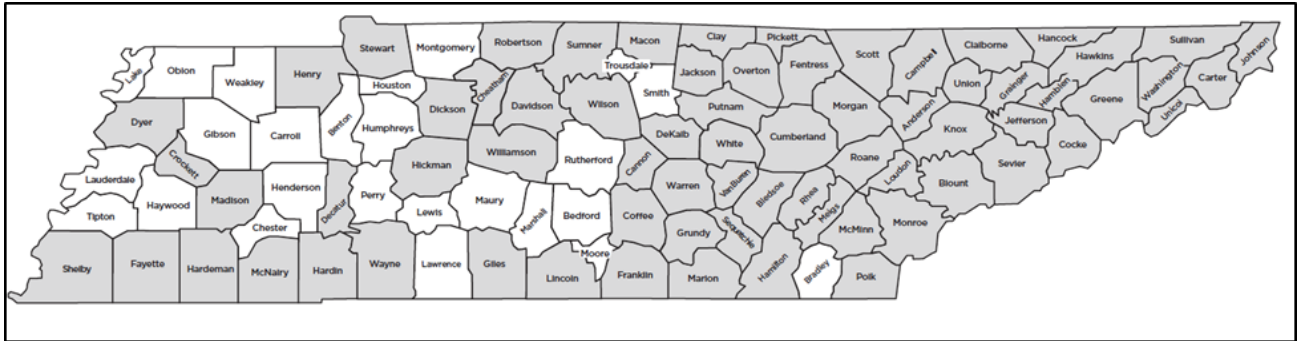 Lake
Obion
Weakley
Henry
Stewart
Montgomery
Robertson
Sumner
Macon
Trousdale
Clay
Pickett
Scott
Campbell
Claiborne
Hancock
Hawkins
Sullivan
Johnson
Houston
Cheatham
Smith
Jackson
Overton
Fentress
Union
Grainger
Hamblen
Washington
Carter
Unicoi
Greene
Dyer
Gibson
Carroll
Benton
Humphreys
Dickson
Davidson
Wilson
Putnam
Morgan
Anderson
Knox
Jefferson
Cocke
Crockett
Lauderdale
Haywood
Madison
Henderson
Decatur
Perry
Hickman
Williamson
Rutherford
Cannon
DeKalb
White
Cumberland
Roane
Loudon
Blount
Sevier
Tipton
Chester
Lewis
Maury
Marshall
Bedford
Coffee
Warren
VanBuren
Bledsoe
Rhea
Meigs
McMinn
Monroe
Shelby
Fayette
Hardeman
McNairy
Hardin
Wayne
Lawrence
Giles
Lincoln
Moore
Franklin
Grundy
Sequatchie
Marion
Hamilton
Bradley
Polk